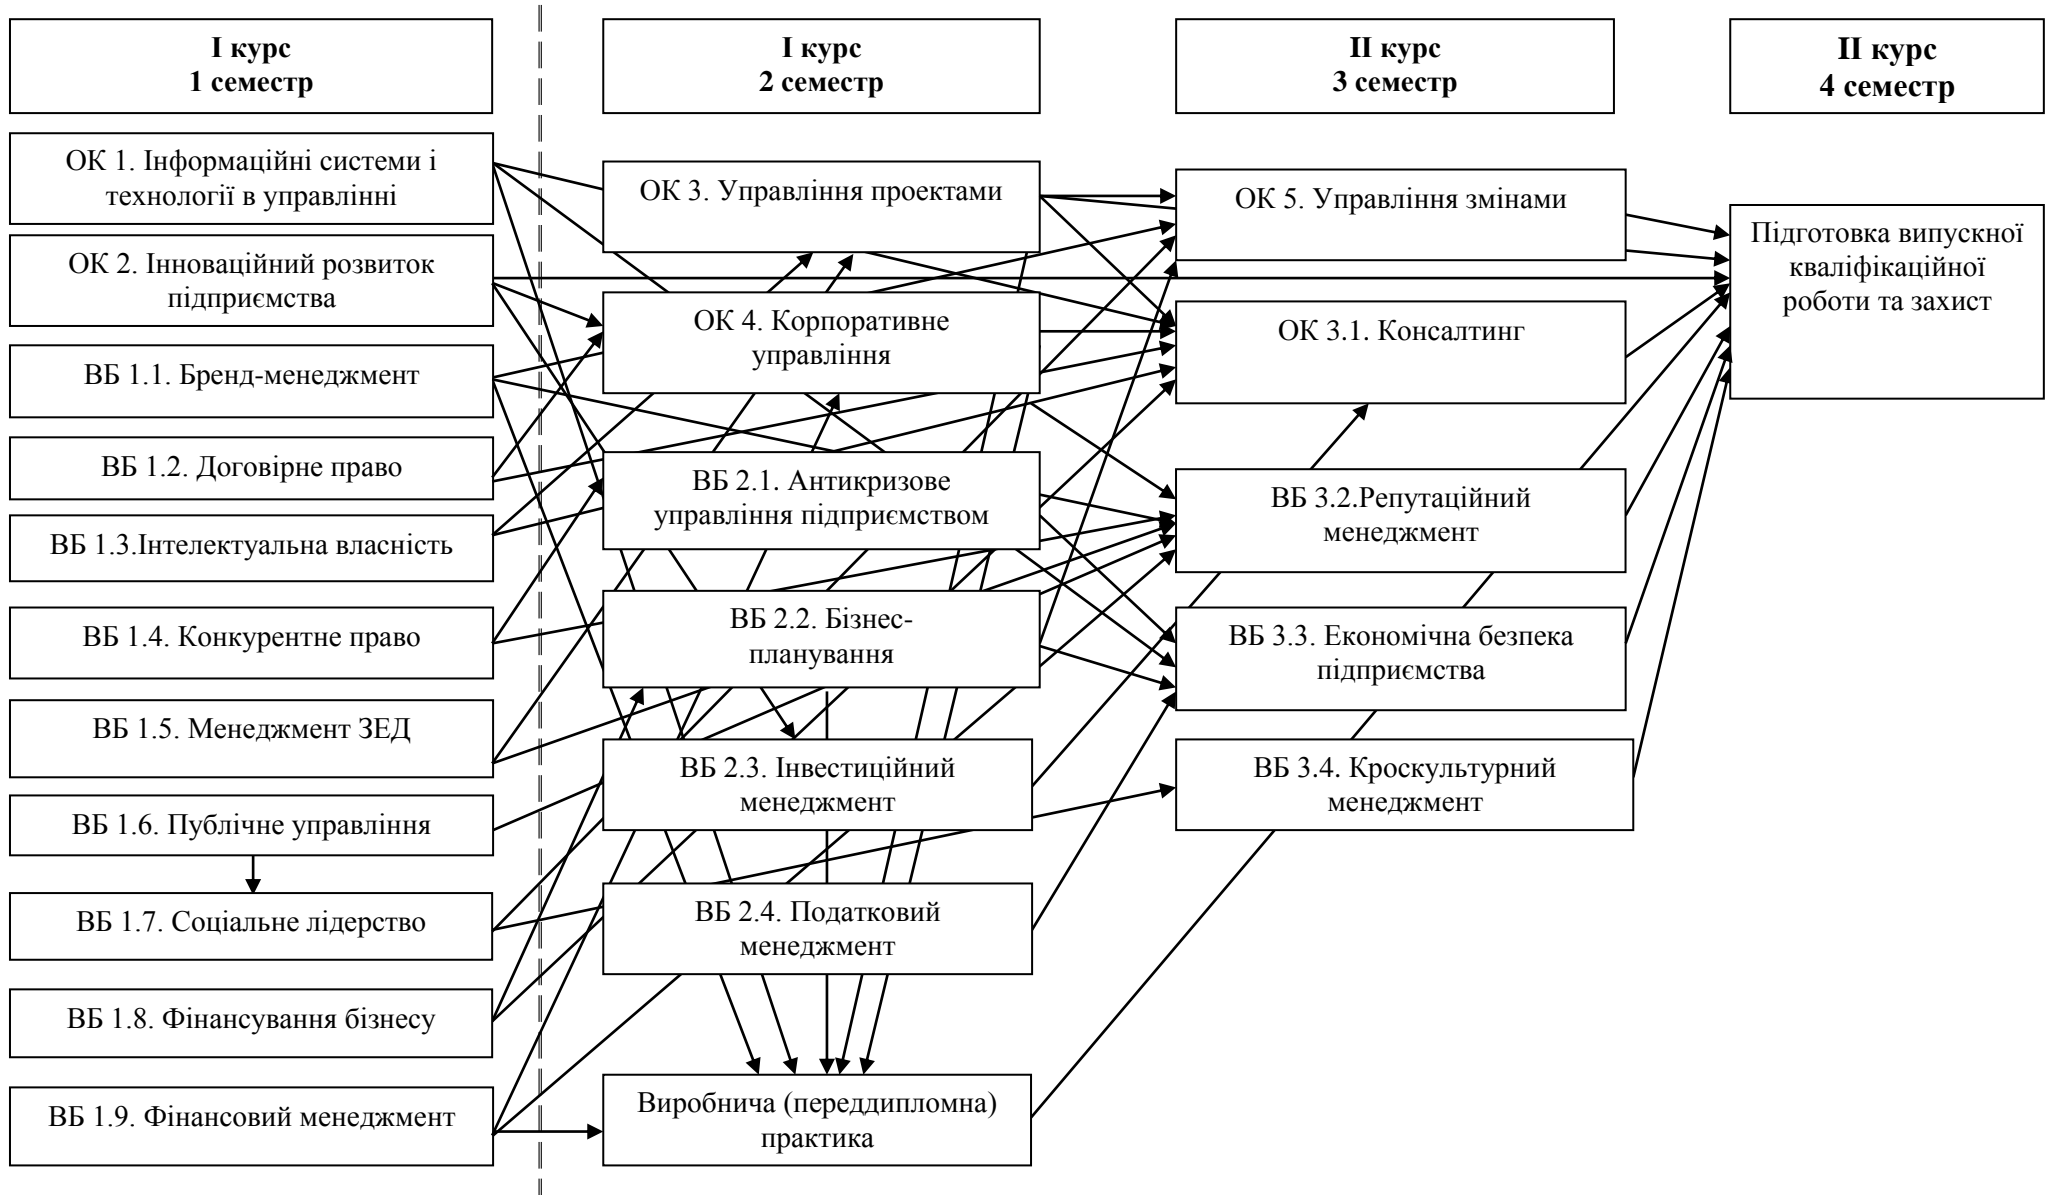 І курс
1 семестр
І курс
2 семестр
ІІ курс
3 семестр
ІІ курс
4 семестр
ОК 1. Інформаційні системи і
технології в управлінні
ОК 2. Інноваційний розвиток
підприємства
ВБ 1.1. Бренд-менеджмент
ВБ 1.2. Договірне право
ВБ 1.3.Інтелектуальна власність
ВБ 1.4. Конкурентне право
ВБ 1.5. Менеджмент ЗЕД
ВБ 1.6. Публічне управління
ВБ 1.7. Соціальне лідерство
ВБ 1.8. Фінансування бізнесу
ВБ 1.9. Фінансовий менеджмент
ОК 3. Управління проектами
ОК 4. Корпоративне
управління
ВБ 2.1. Антикризове
управління підприємством
ВБ 2.2. Бізнес-
планування
ВБ 2.3. Інвестиційний
менеджмент
ВБ 2.4. Податковий
менеджмент
Виробнича (переддипломна)
практика
ОК 5. Управління змінами
ОК 3.1. Консалтинг
ВБ 3.2.Репутаційний
менеджмент
ВБ 3.3. Економічна безпека
підприємства
ВБ 3.4. Кроскультурний
менеджмент
Підготовка випускної
кваліфікаційної
роботи та захист